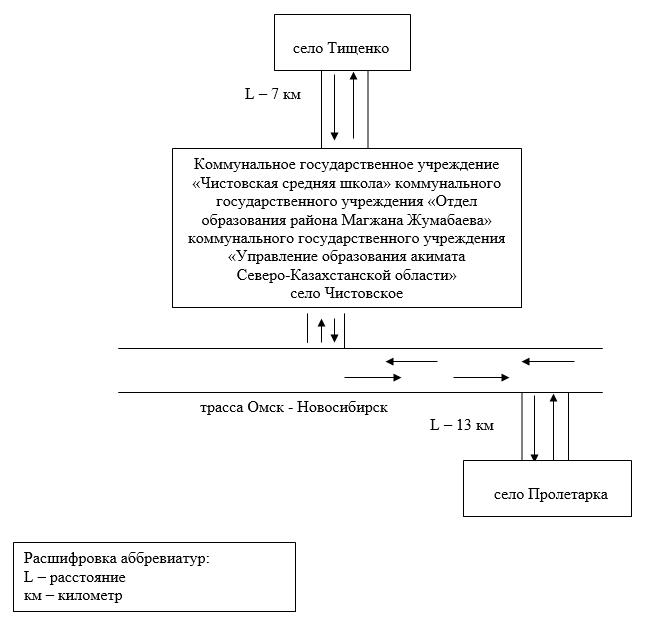 село Тищенко
L – 7 км
Коммунальное государственное учреждение
«Чистовская средняя школа» коммунального
государственного учреждения «Отдел
образования района Магжана Жумабаева»
коммунального государственного учреждения
«Управление образования акимата
Северо-Казахстанской области»
село Чистовское
трасса Омск - Новосибирск
L – 13 км
село Пролетарка
Расшифровка аббревиатур:
L – расстояние
км – километр